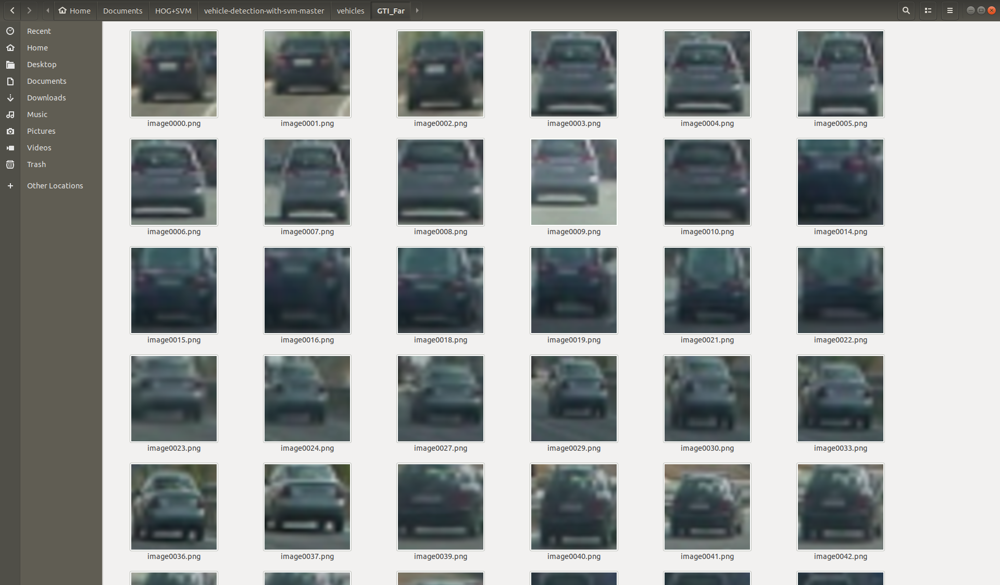 Home Documents HOG+SVM vehicle-detection-with-svm-master vehicles GTI_Far
Recent
Home
Desktop
Documents
Downloads
Music
Pictures
Videos
Trash
Other Locations
image0000.png image0001.png image0002.png image0003.png image0004.png image0005.png
image0006.png image0007.png image0008.png image0009.png image0010.png image0014.png
image0015.png image0016.png image0018.png image0019.png image0021.png image0022.png
image0023.png image0024.png image0027.png image0029.png image0030.png image0033.png
image0036.png image0037.png image0039.png image0040.png image0041.png image0042.png